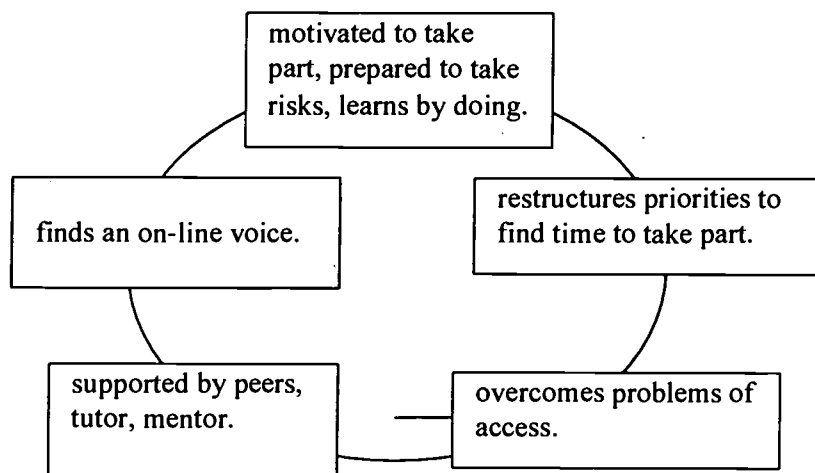 motivated to take
part, prepared to take
risks, learns by doing.
restructures priorities to
find time to take part.
overcomes problems of
access.
supported by peers,
tutor, mentor.
finds an on-line voice.